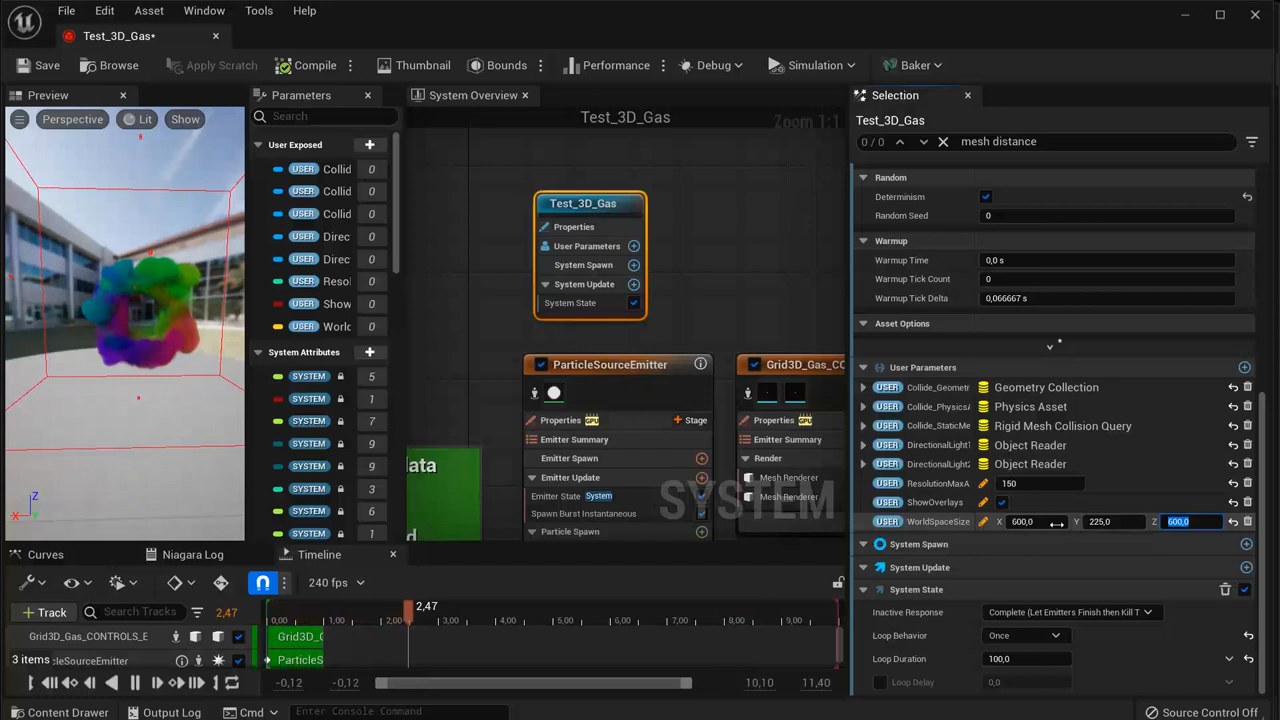 File Edit Asset Window Tools Help
Test_3D_Gas*
Save Browse Apply Scratch Compile Thumbnail Bounds Performance Debug Simulation Baker
Preview
Perspective Lit Show
Z
X
Y
Parameters
Search
User Exposed
USER Collid 0
USER Collid 0
USER Collid 0
USER Direc 0
USER Direc 0
USER Resol 0
USER Show 0
USER World 0
System Attributes
SYSTEM 5
SYSTEM 1
SYSTEM 7
SYSTEM 9
SYSTEM 9
SYSTEM 3
SYSTEM 1
System Overview
Test_3D_Gas
Zoom 1:1
Test_3D_Gas
Properties
User Parameters
System Spawn
System Update
System State
ParticleSourceEmitter
Properties GPU Stage
Emitter Summary
Emitter Spawn
Emitter Update
Emitter State System
Spawn Burst Instantaneous
Particle Spawn
Grid3D_Gas_CO
Properties GPU
Emitter Summary
Render
Mesh Renderer
Mesh Renderer
SYSTEM
Selection
Test_3D_Gas
0 / 0 mesh distance
Random
Determinism
Random Seed 0
Warmup
Warmup Time 0,0 s
Warmup Tick Count 0
Warmup Tick Delta 0,066667 s
Asset Options
User Parameters
USER Collide_Geometr Geometry Collection
USER Collide_PhysicsA Physics Asset
USER Collide_StaticMe Rigid Mesh Collision Query
USER DirectionalLight1 Object Reader
USER DirectionalLight2 Object Reader
USER ResolutionMaxA 150
USER ShowOverlays
USER WorldSpaceSize X 600,0 Y 225,0 Z 600,0
System Spawn
System Update
System State
Inactive Response Complete (Let Emitters Finish then Kill T
Loop Behavior Once
Loop Duration 100,0
Loop Delay 0,0
Curves Niagara Log Timeline
240 fps
Track Search Tracks 2,47
2,47
0,00 1,00 2,00 3,00 4,00 5,00 6,00 7,00 8,00 9,00
Grid3D_Gas_CONTROLS_E Grid3D_G
3 items cleSourceEmitter ParticleS
-0,12 -0,12 10,10 11,40
Content Drawer Output Log Cmd Enter Console Command Source Control Off